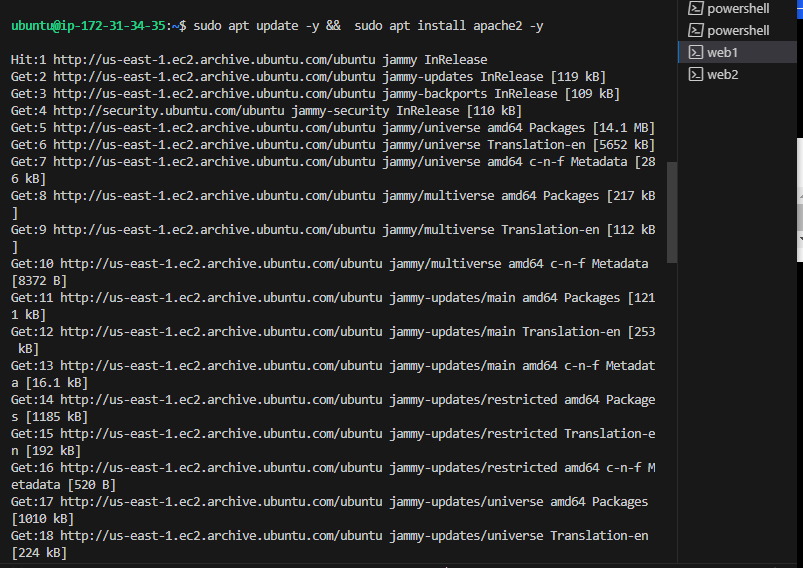 ubuntu@ip-172-31-34-35:~$ sudo apt update -y &&  sudo apt install apache2 -y
Hit:1 http://us-east-1.ec2.archive.ubuntu.com/ubuntu jammy InRelease
Get:2 http://us-east-1.ec2.archive.ubuntu.com/ubuntu jammy-updates InRelease [119 kB]
Get:3 http://us-east-1.ec2.archive.ubuntu.com/ubuntu jammy-backports InRelease [109 kB]
Get:4 http://security.ubuntu.com/ubuntu jammy-security InRelease [110 kB]
Get:5 http://us-east-1.ec2.archive.ubuntu.com/ubuntu jammy/universe amd64 Packages [14.1 MB]
Get:6 http://us-east-1.ec2.archive.ubuntu.com/ubuntu jammy/universe Translation-en [5652 kB]
Get:7 http://us-east-1.ec2.archive.ubuntu.com/ubuntu jammy/universe amd64 c-n-f Metadata [28
6 kB]
Get:8 http://us-east-1.ec2.archive.ubuntu.com/ubuntu jammy/multiverse amd64 Packages [217 kB
]
Get:9 http://us-east-1.ec2.archive.ubuntu.com/ubuntu jammy/multiverse Translation-en [112 kB
]
Get:10 http://us-east-1.ec2.archive.ubuntu.com/ubuntu jammy/multiverse amd64 c-n-f Metadata
[8372 B]
Get:11 http://us-east-1.ec2.archive.ubuntu.com/ubuntu jammy-updates/main amd64 Packages [121
1 kB]
Get:12 http://us-east-1.ec2.archive.ubuntu.com/ubuntu jammy-updates/main Translation-en [253
 kB]
Get:13 http://us-east-1.ec2.archive.ubuntu.com/ubuntu jammy-updates/main amd64 c-n-f Metadat
a [16.1 kB]
Get:14 http://us-east-1.ec2.archive.ubuntu.com/ubuntu jammy-updates/restricted amd64 Package
s [1185 kB]
Get:15 http://us-east-1.ec2.archive.ubuntu.com/ubuntu jammy-updates/restricted Translation-e
n [192 kB]
Get:16 http://us-east-1.ec2.archive.ubuntu.com/ubuntu jammy-updates/restricted amd64 c-n-f M
etadata [520 B]
Get:17 http://us-east-1.ec2.archive.ubuntu.com/ubuntu jammy-updates/universe amd64 Packages
[1010 kB]
Get:18 http://us-east-1.ec2.archive.ubuntu.com/ubuntu jammy-updates/universe Translation-en
[224 kB]
powershell
powershell
web1
web2